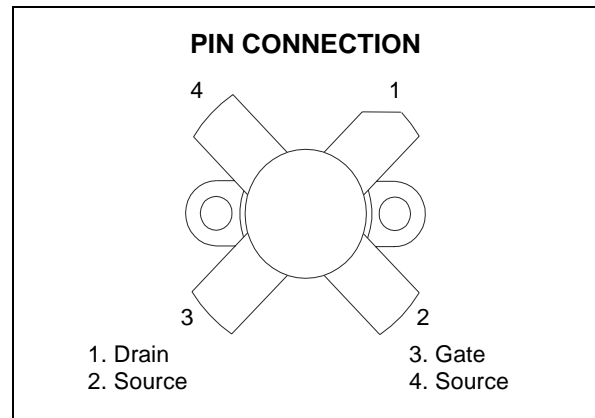 PIN CONNECTION
4
1
3
2
1. Drain
2. Source
3. Gate
4. Source